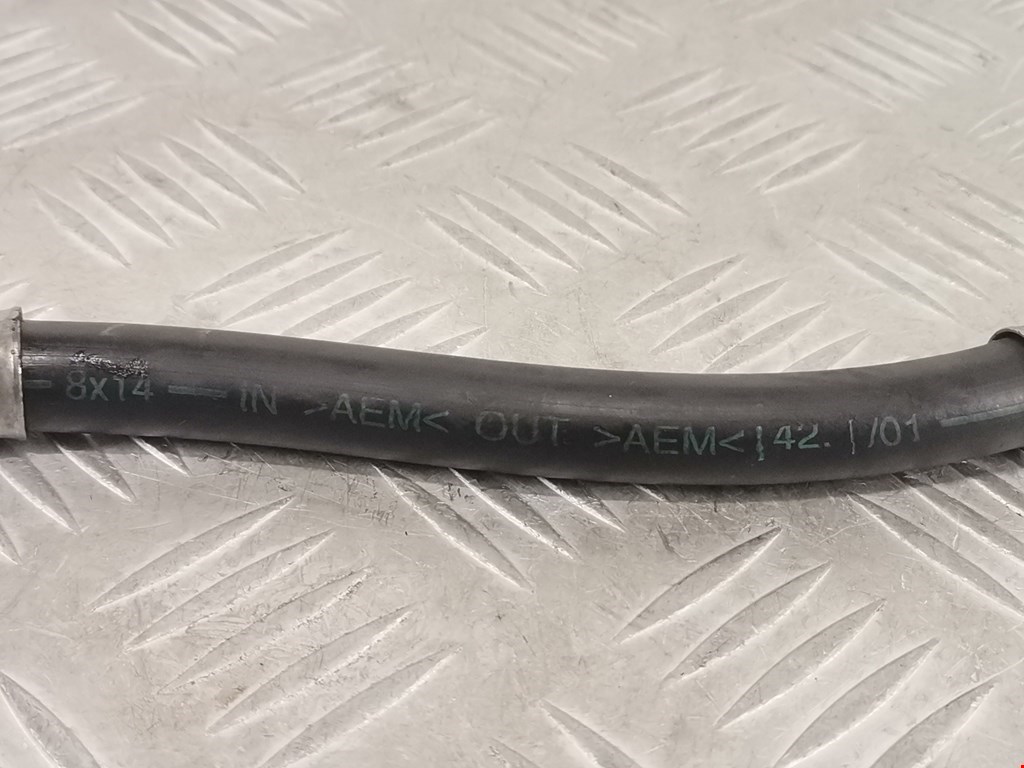 — 8x14 — IN >AEM< OUT >AEM< |42. | /01 —